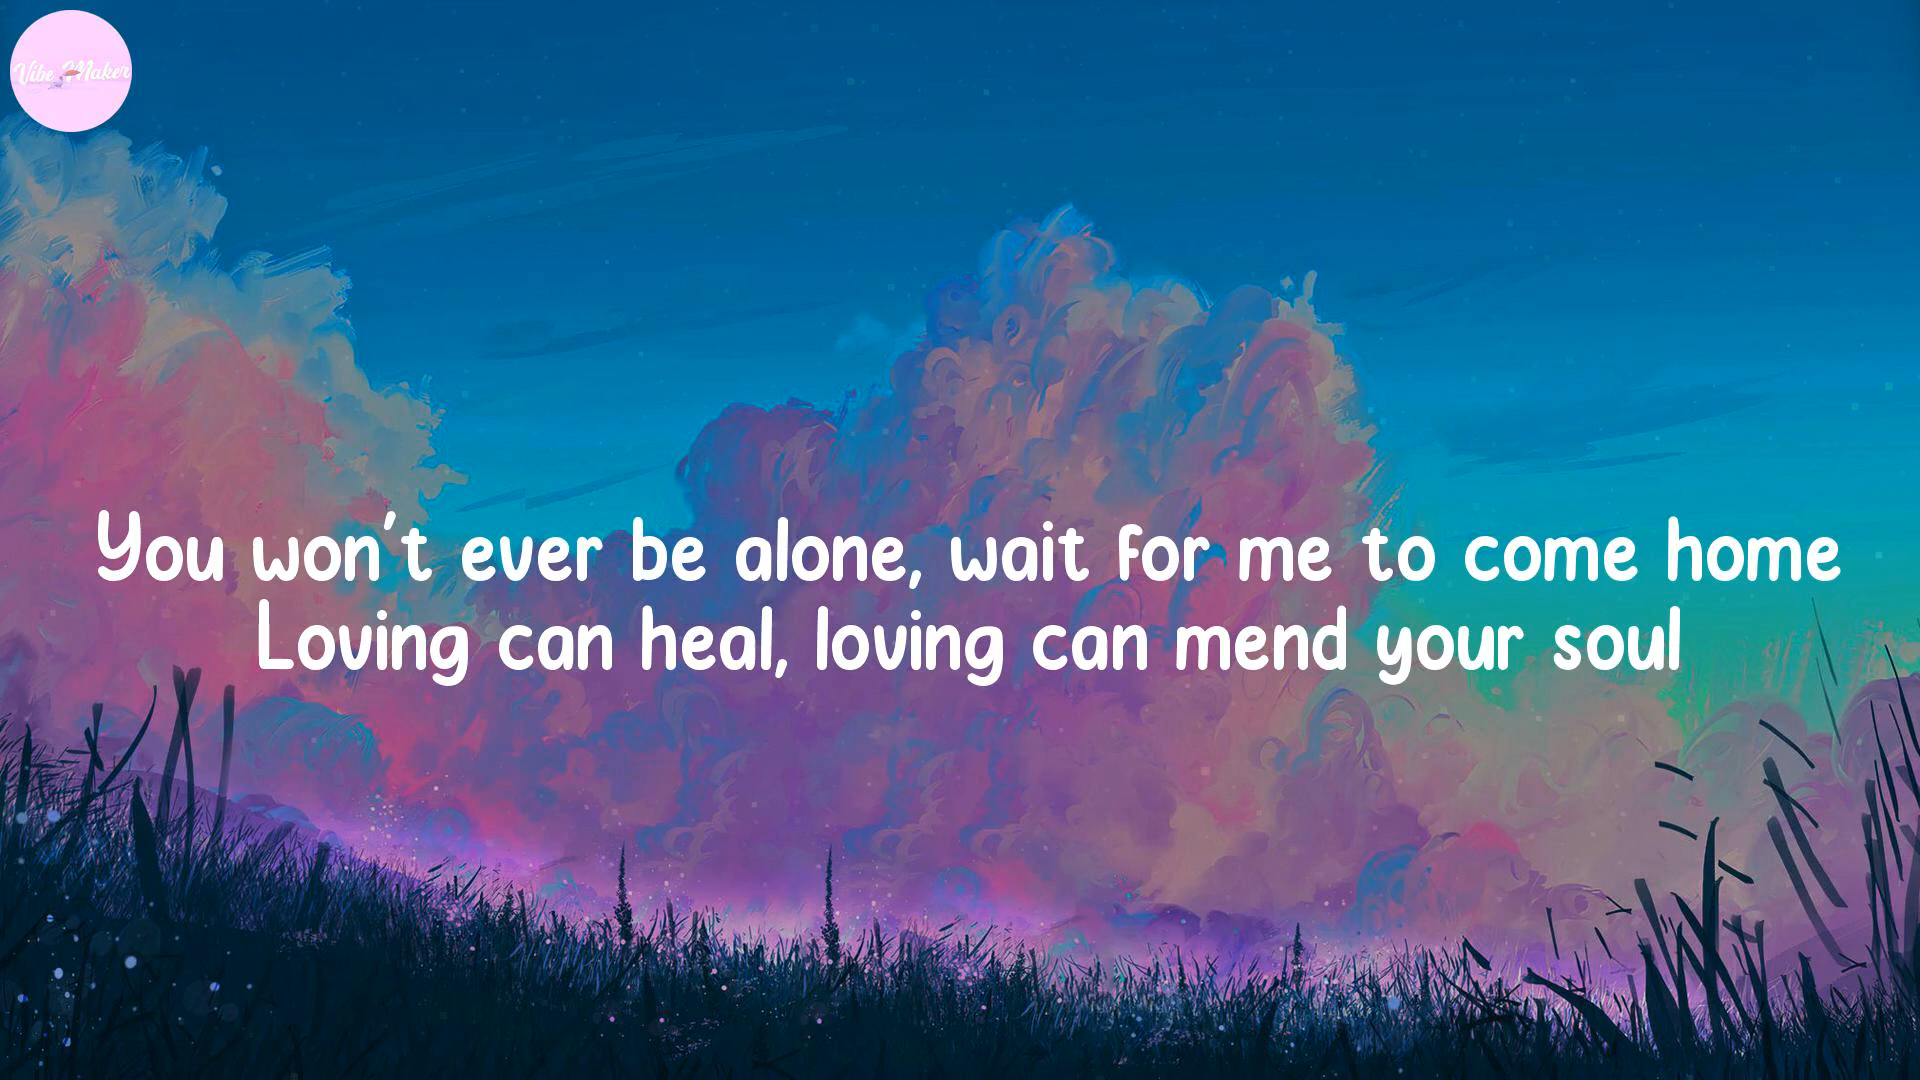 Vibe Maker
You won't ever be alone, wait for me to come home
Loving can heal, loving can mend your soul